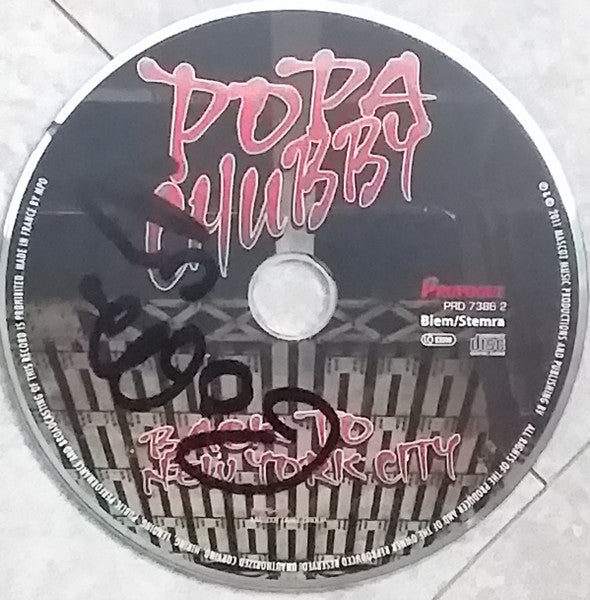 POPA
CHUBBY
PROVOGUE
PRD 7386 2
Biem/Stemra
LC
disc
BACK TO
NEW YORK CITY
℗ & © 2011 MASCOT MUSIC PRODUCTIONS AND PUBLISHING BV
ALL RIGHTS OF THE PRODUCER AND OF THE OWNER REPRODUCED RESERVED! UNAUTHORIZED COPYING, HIRING, LENDING, PUBLIC PERFORMANCE AND BROADCASTING OF THIS RECORD IS PROHIBITED. MADE IN FRANCE BY MPO